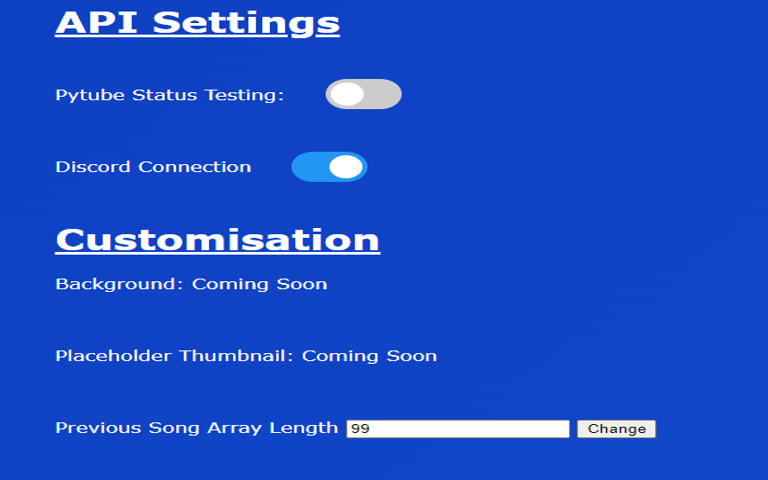 API Settings
Pytube Status Testing:
Discord Connection
Customisation
Background: Coming Soon
Placeholder Thumbnail: Coming Soon
Previous Song Array Length 99 Change